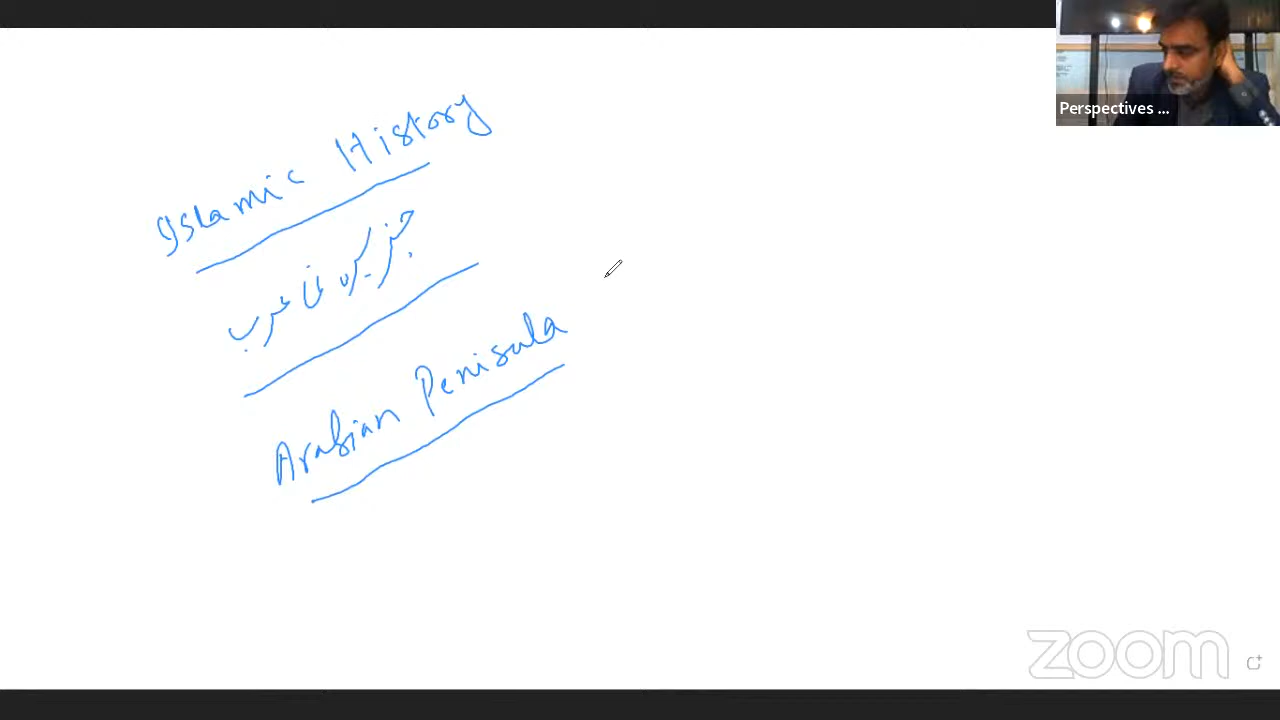 Perspectives ...
Islamic History
جزیرہ نما عرب
Arabian Penisula
zoom